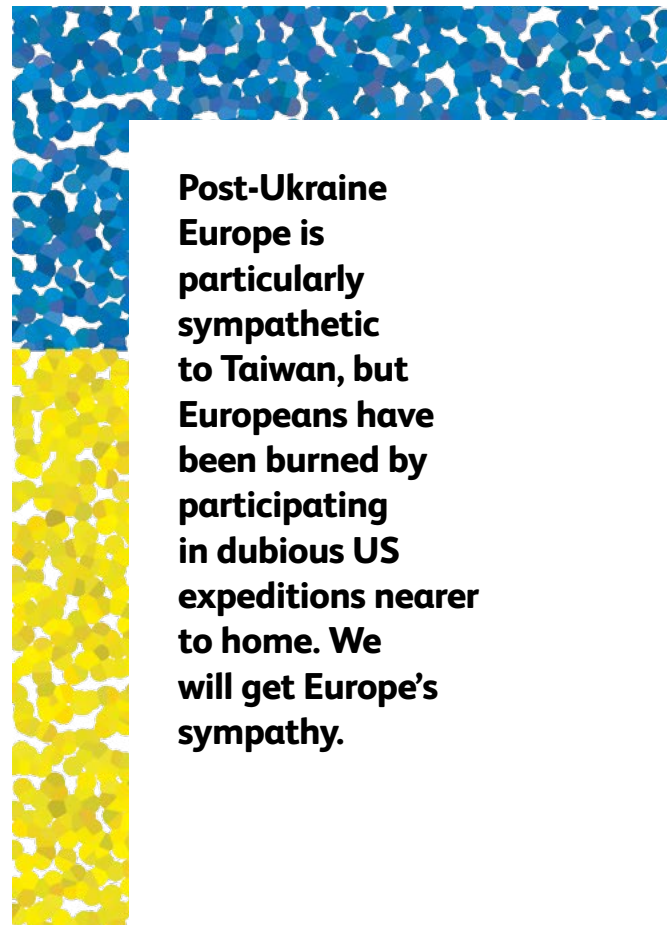 Post-Ukraine
Europe is
particularly
sympathetic
to Taiwan, but
Europeans have
been burned by
participating
in dubious US
expeditions nearer
to home. We
will get Europe’s
sympathy.